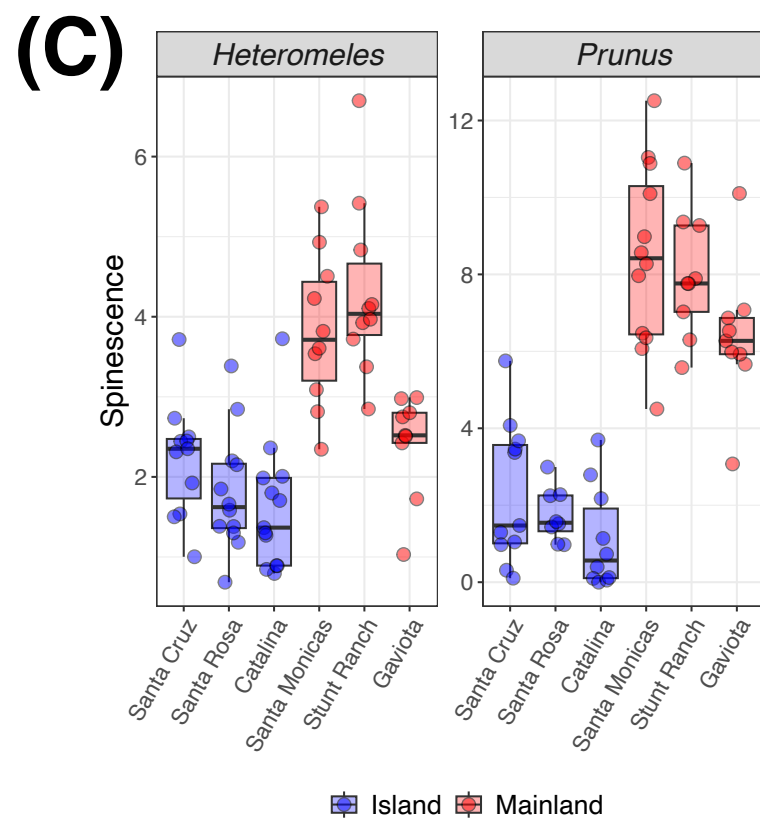 (C)
Heteromeles
Prunus
Spinescence
6
4
2
12
8
4
0
Santa Cruz
Santa Rosa
Catalina
Santa Monicas
Stunt Ranch
Gaviota
Santa Cruz
Santa Rosa
Catalina
Santa Monicas
Stunt Ranch
Gaviota
Island Mainland